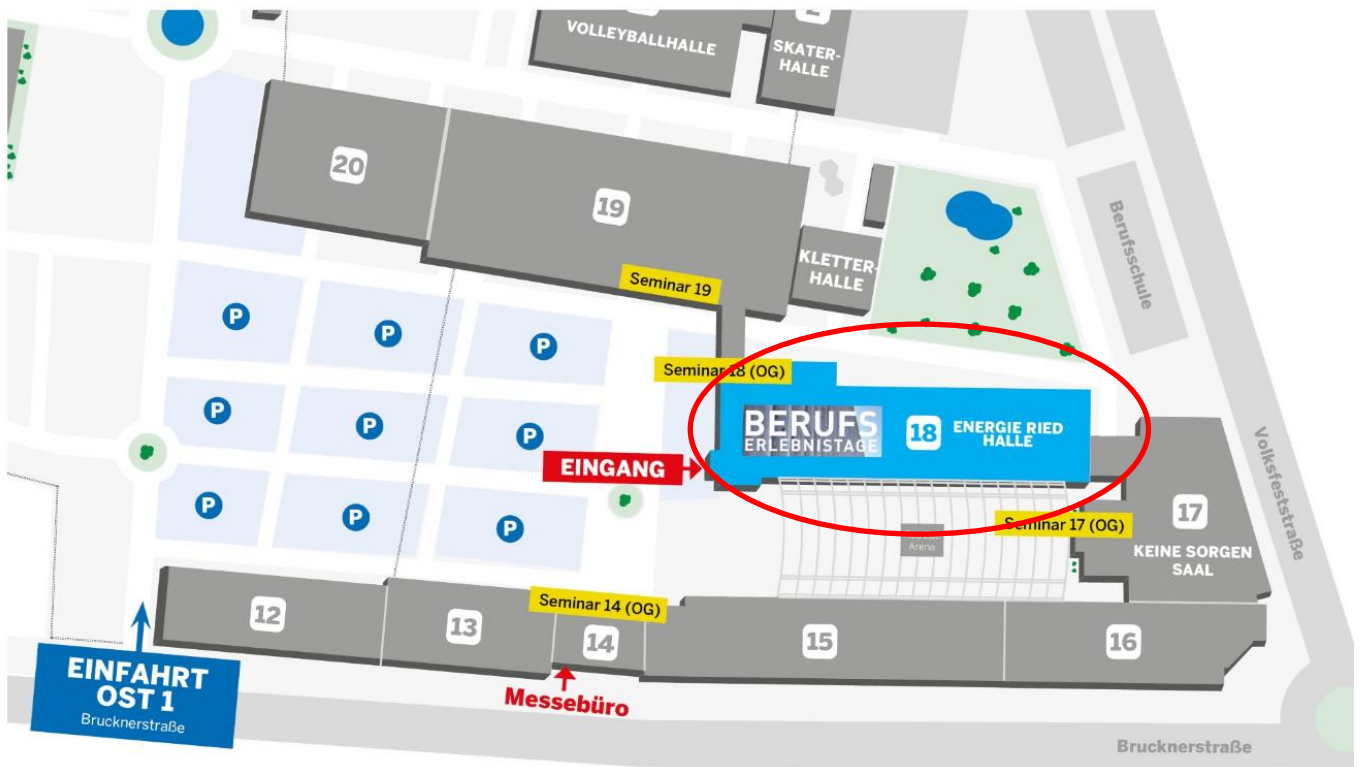 VOLLEYBALLHALLE
SKATER-
HALLE
20
19
KLETTER-
HALLE
Berufsschule
Seminar 19
P
P
P
Seminar 18 (OG)
BERUFS
ERLEBNISTAGE
18
ENERGIE RIED
HALLE
P
P
P
EINGANG
Volksfeststraße
P
P
P
Seminar 17 (OG)
17
KEINE SORGEN
SAAL
Arena
12
13
Seminar 14 (OG)
14
15
16
EINFAHRT
OST 1
Brucknerstraße
Messebüro
Brucknerstraße